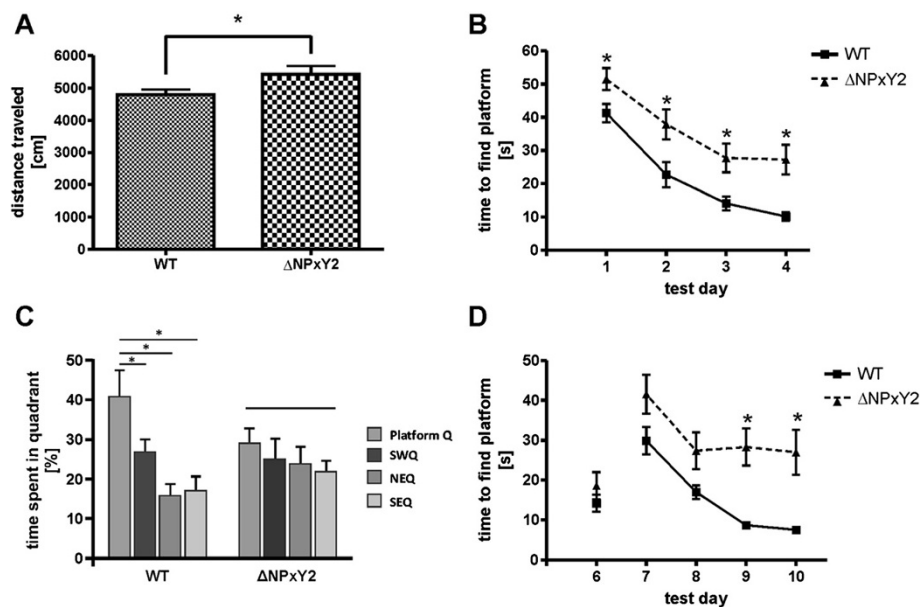 A
*
distance traveled
[cm]
6000
5000
4000
3000
2000
1000
0
WT
ΔNPxY2
B
time to find platform
[s]
60
50
40
30
20
10
0
*
*
*
*
1 2 3 4
test day
WT
ΔNPxY2
C
time spent in quadrant
[%]
50
40
30
20
10
0
*
*
*
WT
ΔNPxY2
Platform Q
SWQ
NEQ
SEQ
D
time to find platform
[s]
50
40
30
20
10
0
*
*
6 7 8 9 10
test day
WT
ΔNPxY2